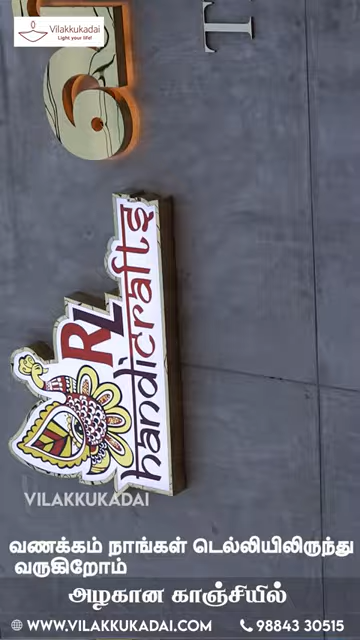 Vilakkukadai
Light your life!
T
RL
handicrafts
VILAKKUKADAI
வணக்கம் நாங்கள் டெல்லியிலிருந்து
வருகிறோம்
அழகான காஞ்சியில்
WWW.VILAKKUKADAI.COM
98843 30515